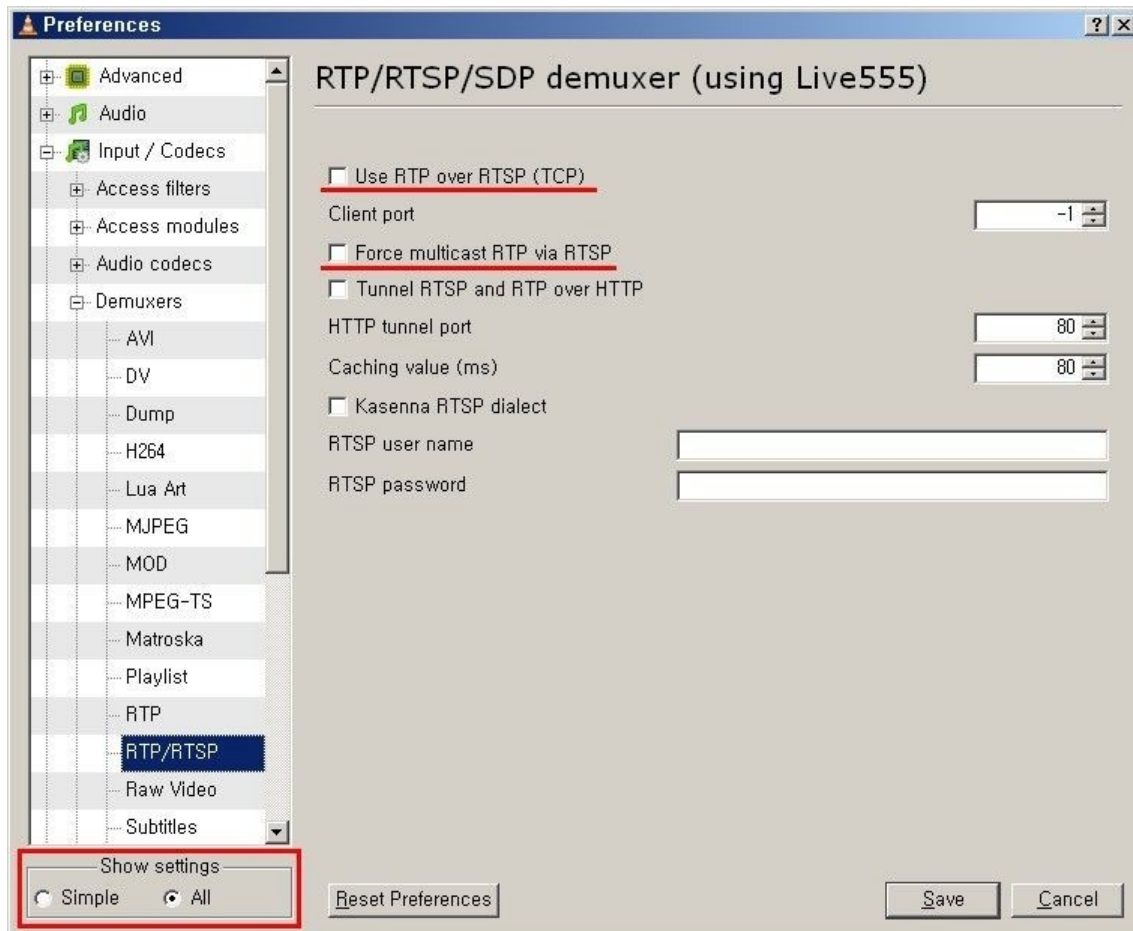 Preferences
Advanced
Audio
Input / Codecs
Access filters
Access modules
Audio codecs
Demuxers
AVI
DV
Dump
H264
Lua Art
MJPEG
MOD
MPEG-TS
Matroska
Playlist
RTP
RTP/RTSP
Raw Video
Subtitles
Show settings
Simple All
RTP/RTSP/SDP demuxer (using Live555)
Use RTP over RTSP (TCP)
Client port -1
Force multicast RTP via RTSP
Tunnel RTSP and RTP over HTTP
HTTP tunnel port 80
Caching value (ms) 80
Kasenna RTSP dialect
RTSP user name
RTSP password
Reset Preferences Save Cancel